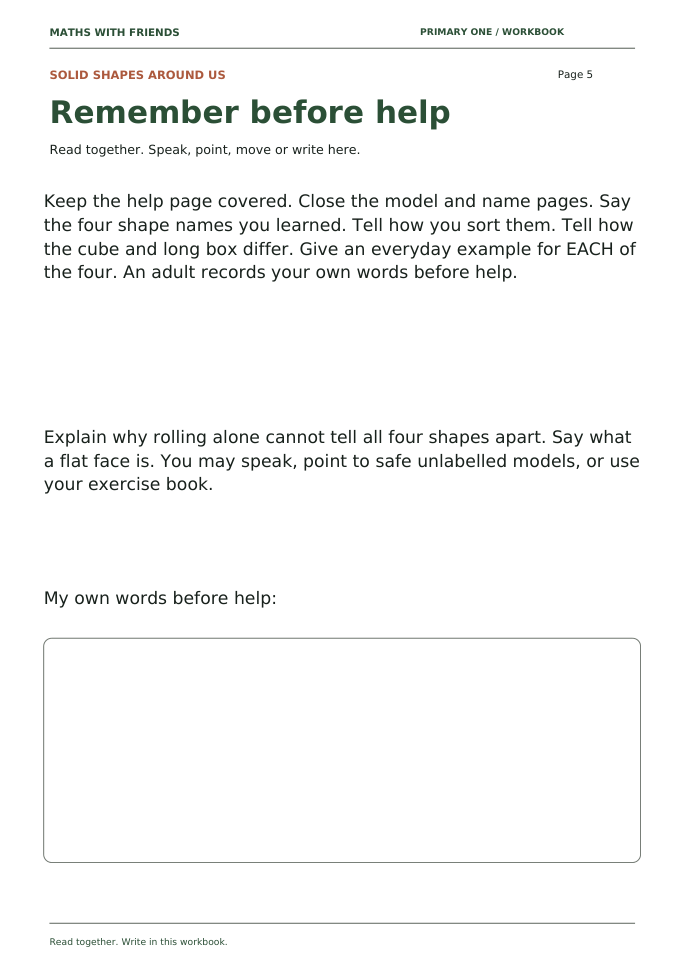 MATHS WITH FRIENDS
PRIMARY ONE / WORKBOOK
SOLID SHAPES AROUND US
Page 5
Remember before help
Read together. Speak, point, move or write here.
Keep the help page covered. Close the model and name pages. Say
the four shape names you learned. Tell how you sort them. Tell how
the cube and long box differ. Give an everyday example for EACH of
the four. An adult records your own words before help.
Explain why rolling alone cannot tell all four shapes apart. Say what
a flat face is. You may speak, point to safe unlabelled models, or use
your exercise book.
My own words before help:
Read together. Write in this workbook.